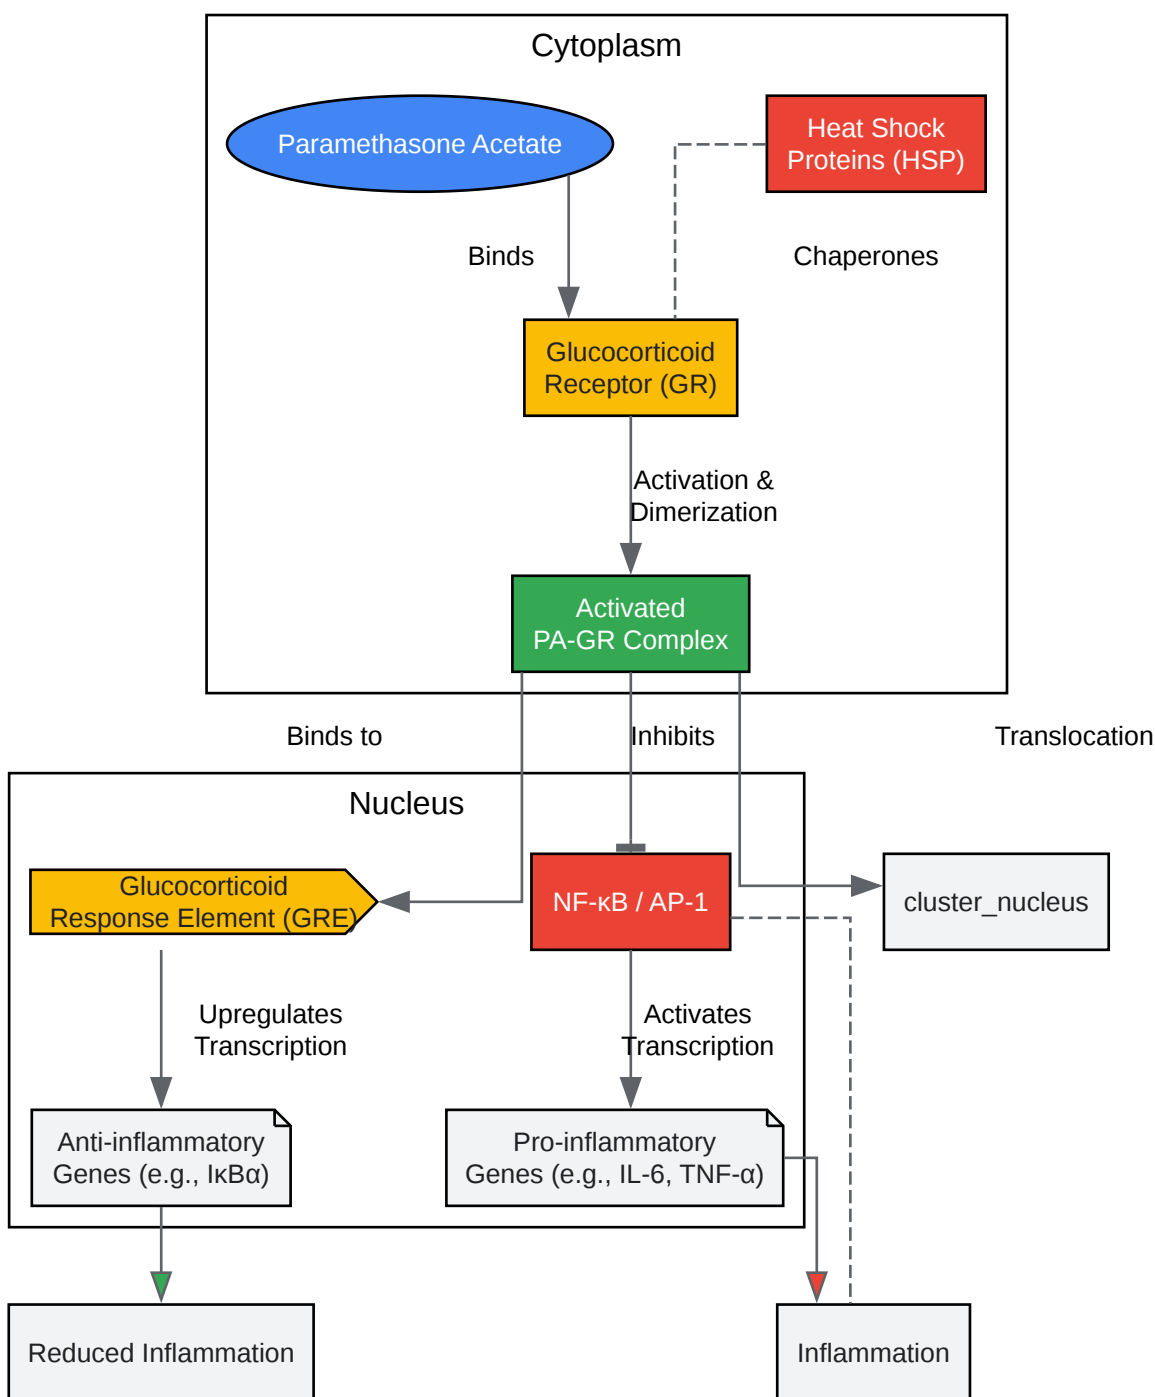 Cytoplasm
Paramethasone Acetate
Heat Shock
Proteins (HSP)
Binds
Chaperones
Glucocorticoid
Receptor (GR)
Activation &
Dimerization
Activated
PA-GR Complex
Binds to
Inhibits
Translocation
Nucleus
Glucocorticoid
Response Element (GRE)
NF-κB / AP-1
cluster_nucleus
Upregulates
Transcription
Activates
Transcription
Anti-inflammatory
Genes (e.g., IκBα)
Pro-inflammatory
Genes (e.g., IL-6, TNF-α)
Reduced Inflammation
Inflammation